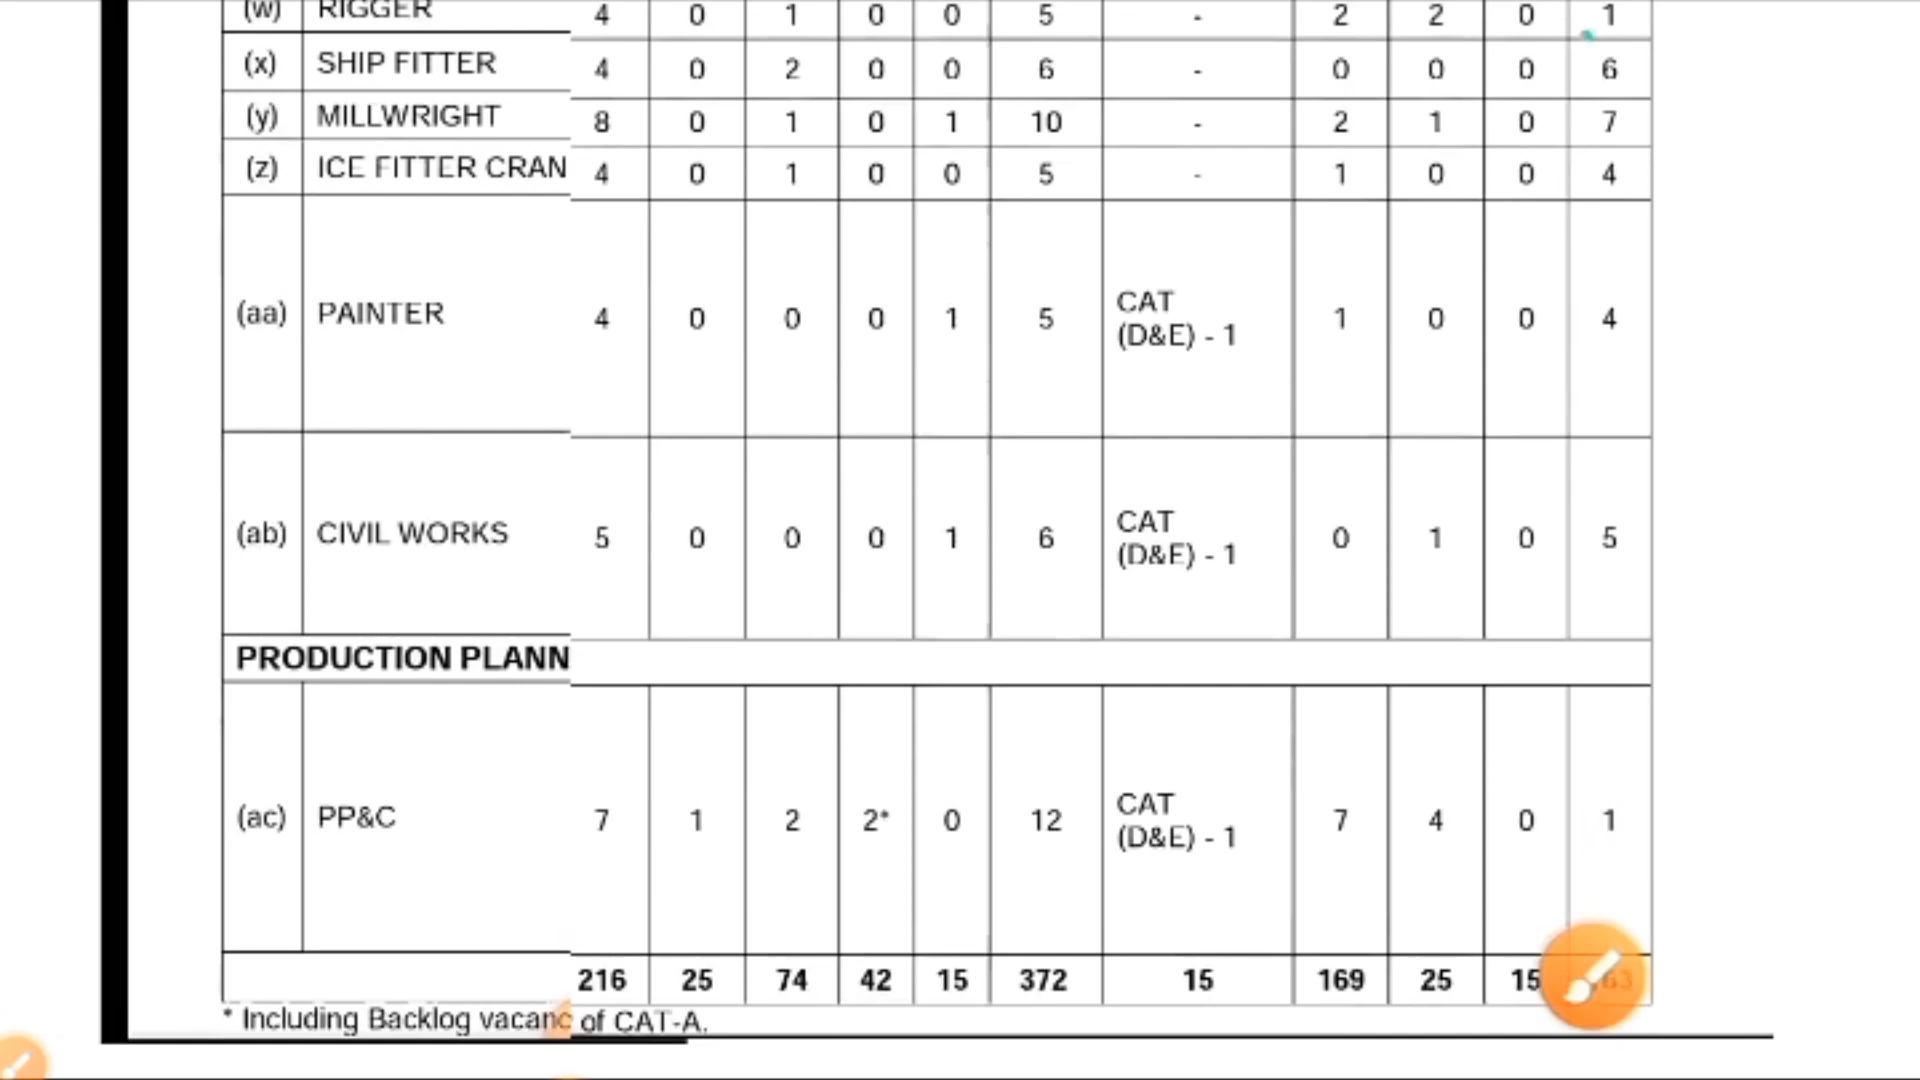 (w) RIGGER 4 0 1 0 0 5 - 2 2 0 1
(x) SHIP FITTER 4 0 2 0 0 6 - 0 0 0 6
(y) MILLWRIGHT 8 0 1 0 1 10 - 2 1 0 7
(z) ICE FITTER CRAN 4 0 1 0 0 5 - 1 0 0 4
(aa) PAINTER 4 0 0 0 1 5 CAT (D&E) - 1 1 0 0 4
(ab) CIVIL WORKS 5 0 0 0 1 6 CAT (D&E) - 1 0 1 0 5
PRODUCTION PLANN
(ac) PP&C 7 1 2 2* 0 12 CAT (D&E) - 1 7 4 0 1
216 25 74 42 15 372 15 169 25 15
* Including Backlog vacanc of CAT-A.